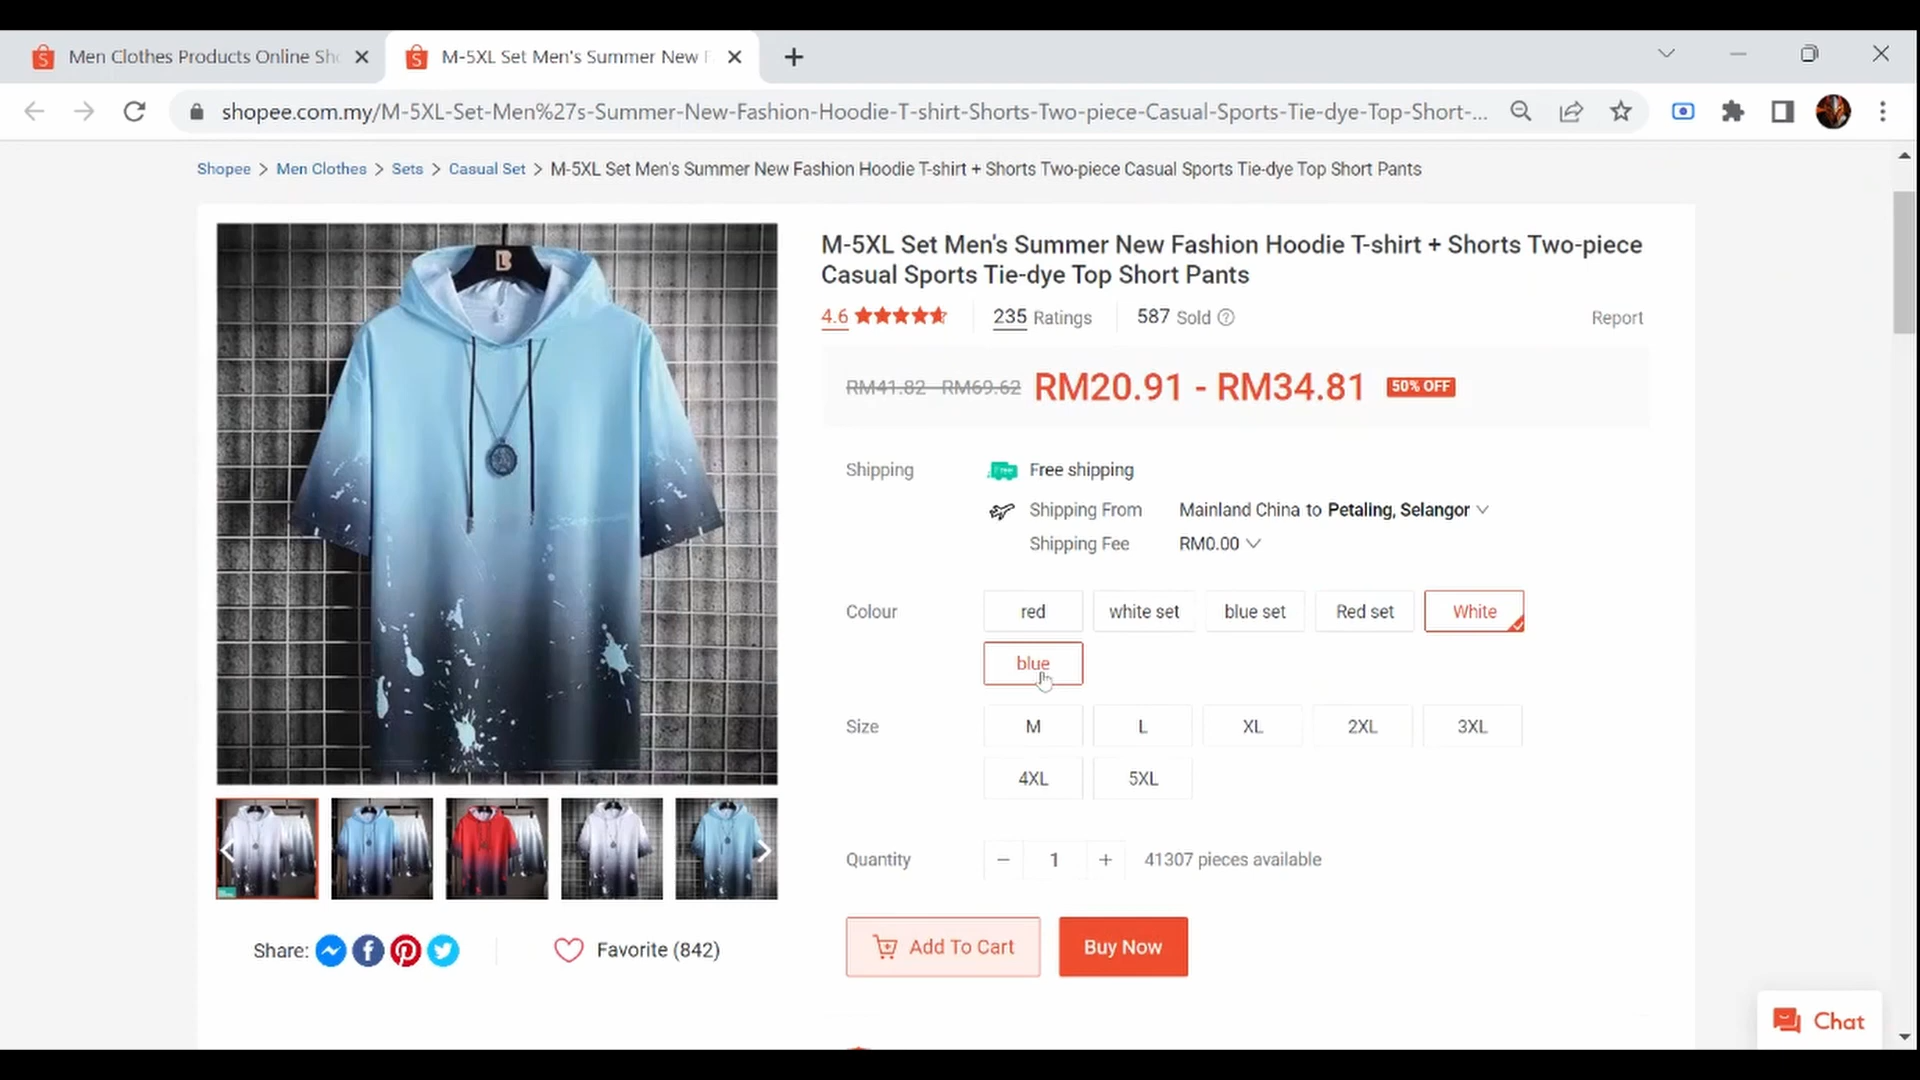 Men Clothes Products Online Sh
M-5XL Set Men's Summer New F
shopee.com.my/M-5XL-Set-Men%27s-Summer-New-Fashion-Hoodie-T-shirt-Shorts-Two-piece-Casual-Sports-Tie-dye-Top-Short-...
Shopee > Men Clothes > Sets > Casual Set > M-5XL Set Men's Summer New Fashion Hoodie T-shirt + Shorts Two-piece Casual Sports Tie-dye Top Short Pants
M-5XL Set Men's Summer New Fashion Hoodie T-shirt + Shorts Two-piece
Casual Sports Tie-dye Top Short Pants
4.6 235 Ratings 587 Sold ? Report
RM41.82 - RM69.62 RM20.91 - RM34.81 50% OFF
Shipping Free shipping
Shipping From Mainland China to Petaling, Selangor
Shipping Fee RM0.00
Colour red white set blue set Red set White
blue
Size M L XL 2XL 3XL
4XL 5XL
Quantity − 1 + 41307 pieces available
Share: Favorite (842)
Add To Cart Buy Now
Chat